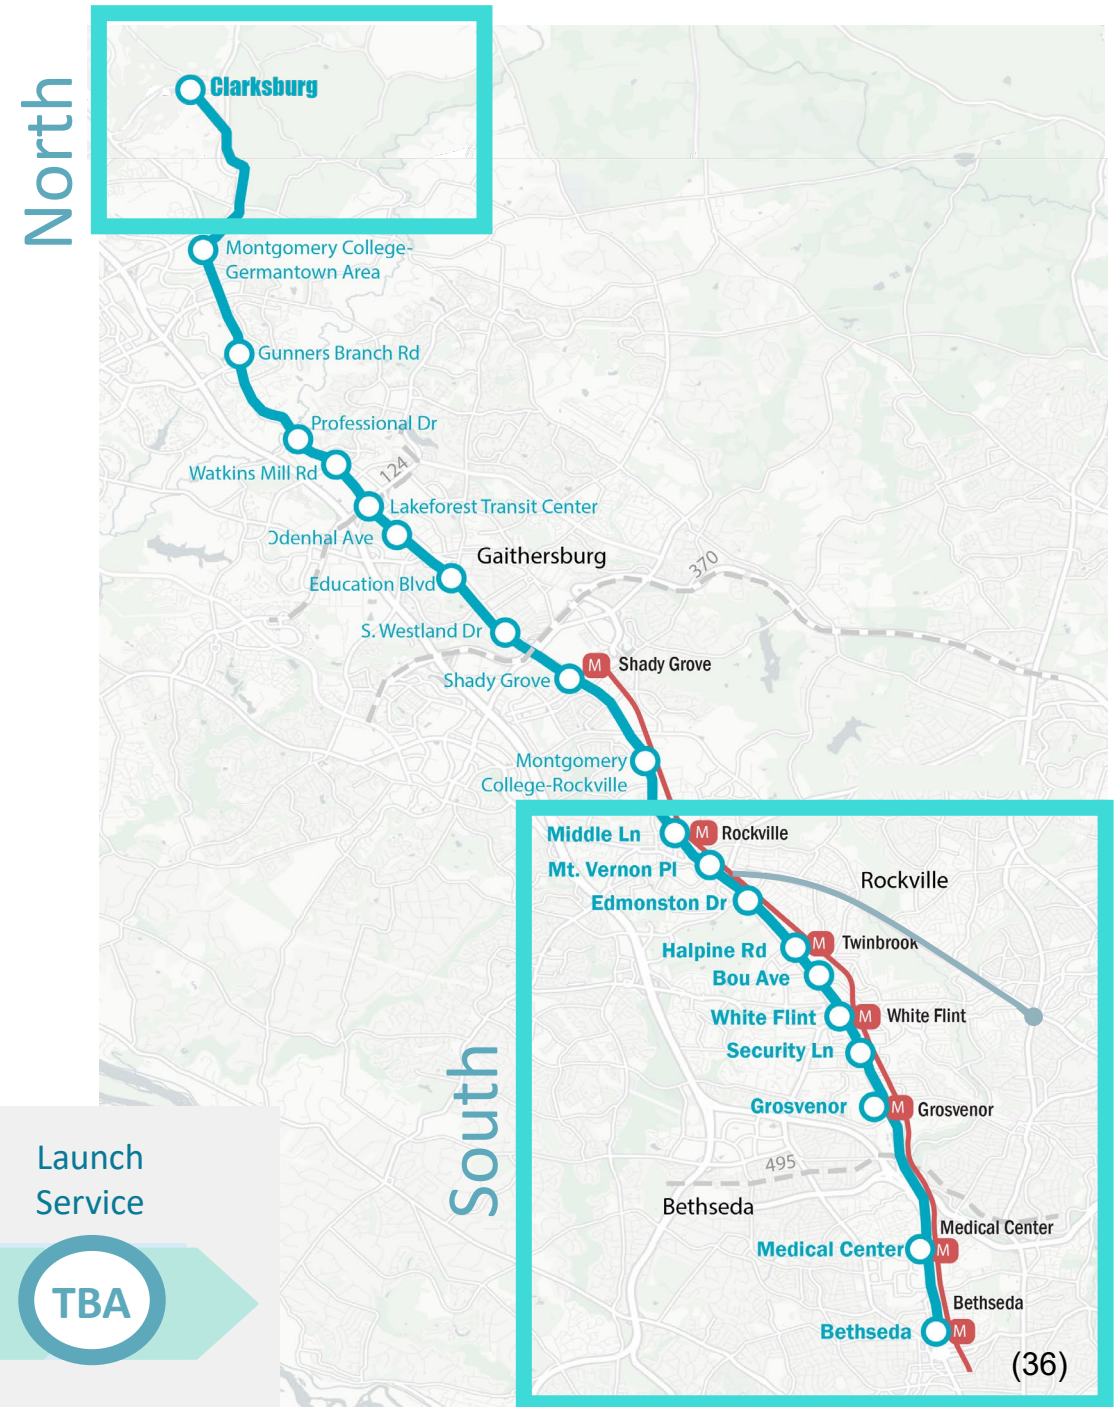 North
Clarksburg
Montgomery College-
Germantown Area
Gunners Branch Rd
Professional Dr
Watkins Mill Rd
124
Lakeforest Transit Center
Odenhal Ave
Gaithersburg
370
Education Blvd
S. Westland Dr
M Shady Grove
Shady Grove
Montgomery
College-Rockville
Middle Ln
M Rockville
Mt. Vernon Pl
Rockville
Edmonston Dr
Halpine Rd
M Twinbrook
Bou Ave
White Flint
M White Flint
South
Security Ln
Grosvenor
M Grosvenor
495
Bethseda
Medical Center
Medical Center
M
Bethseda
Bethseda
M
(36)
Launch
Service
TBA